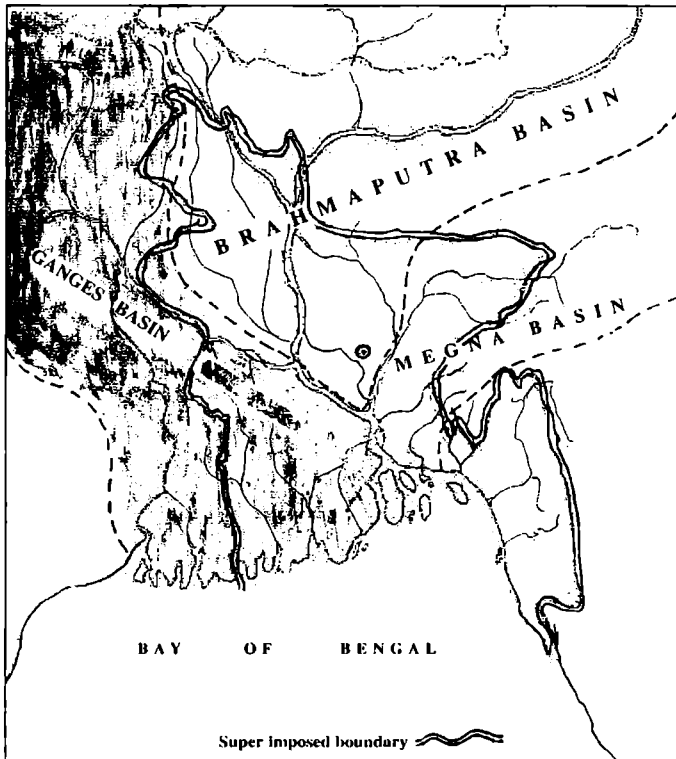 BRAHMAPUTRA BASIN
GANGES BASIN
MEGNA BASIN
BAY OF BENGAL
Super imposed boundary